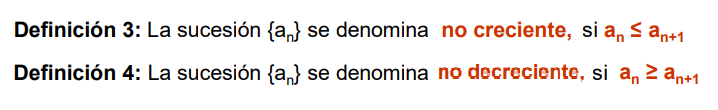 Definición 3: La sucesión {aₙ} se denomina no creciente, si aₙ ≤ aₙ₊₁
Definición 4: La sucesión {aₙ} se denomina no decreciente, si aₙ ≥ aₙ₊₁